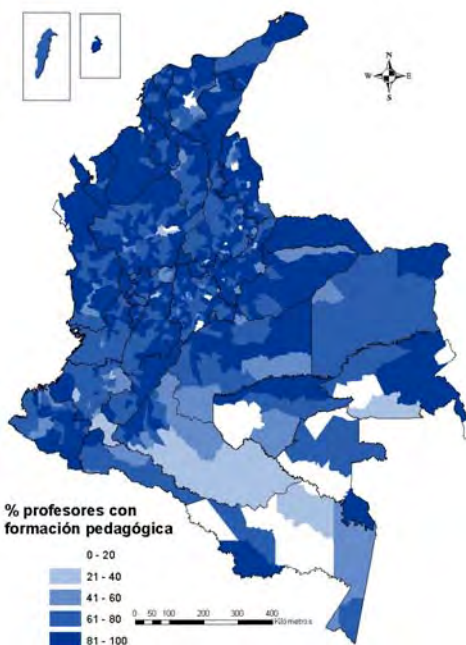 N
W E
S
% profesores con
formación pedagógica
0 - 20
21 - 40
41 - 60
61 - 80
81 - 100
0 50 100 200 300 400
Kilómetros